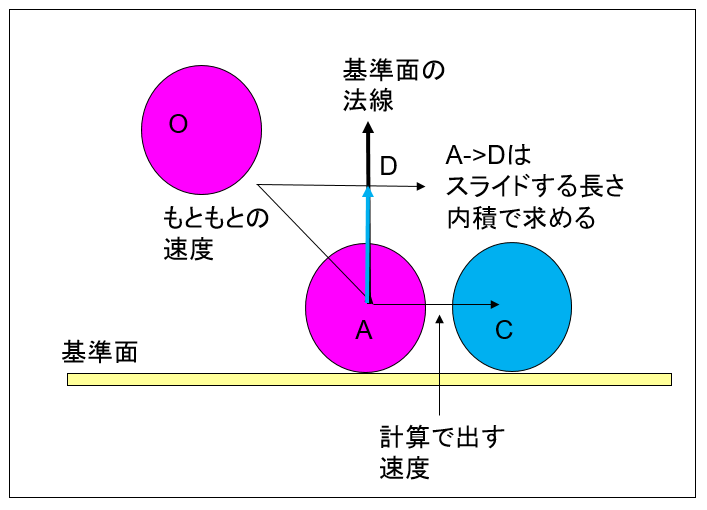 基準面の
法線
O
D
A->Dは
スライドする長さ
内積で求める
もともとの
速度
A
C
基準面
計算で出す
速度